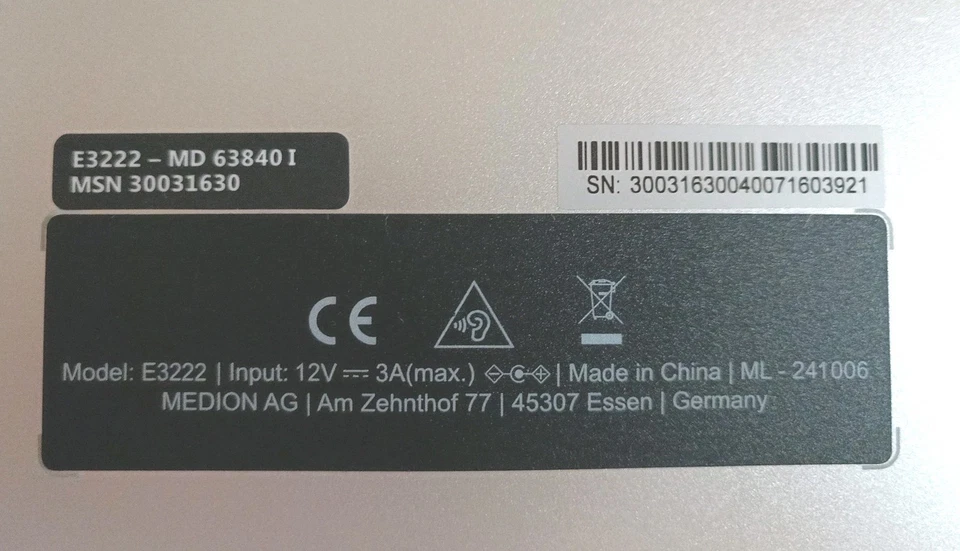 E3222 – MD 63840 I
MSN 30031630
SN: 30031630040071603921
CE
Model: E3222 | Input: 12V ⎓ 3A(max.) | Made in China | ML - 241006
MEDION AG | Am Zehnthof 77 | 45307 Essen | Germany